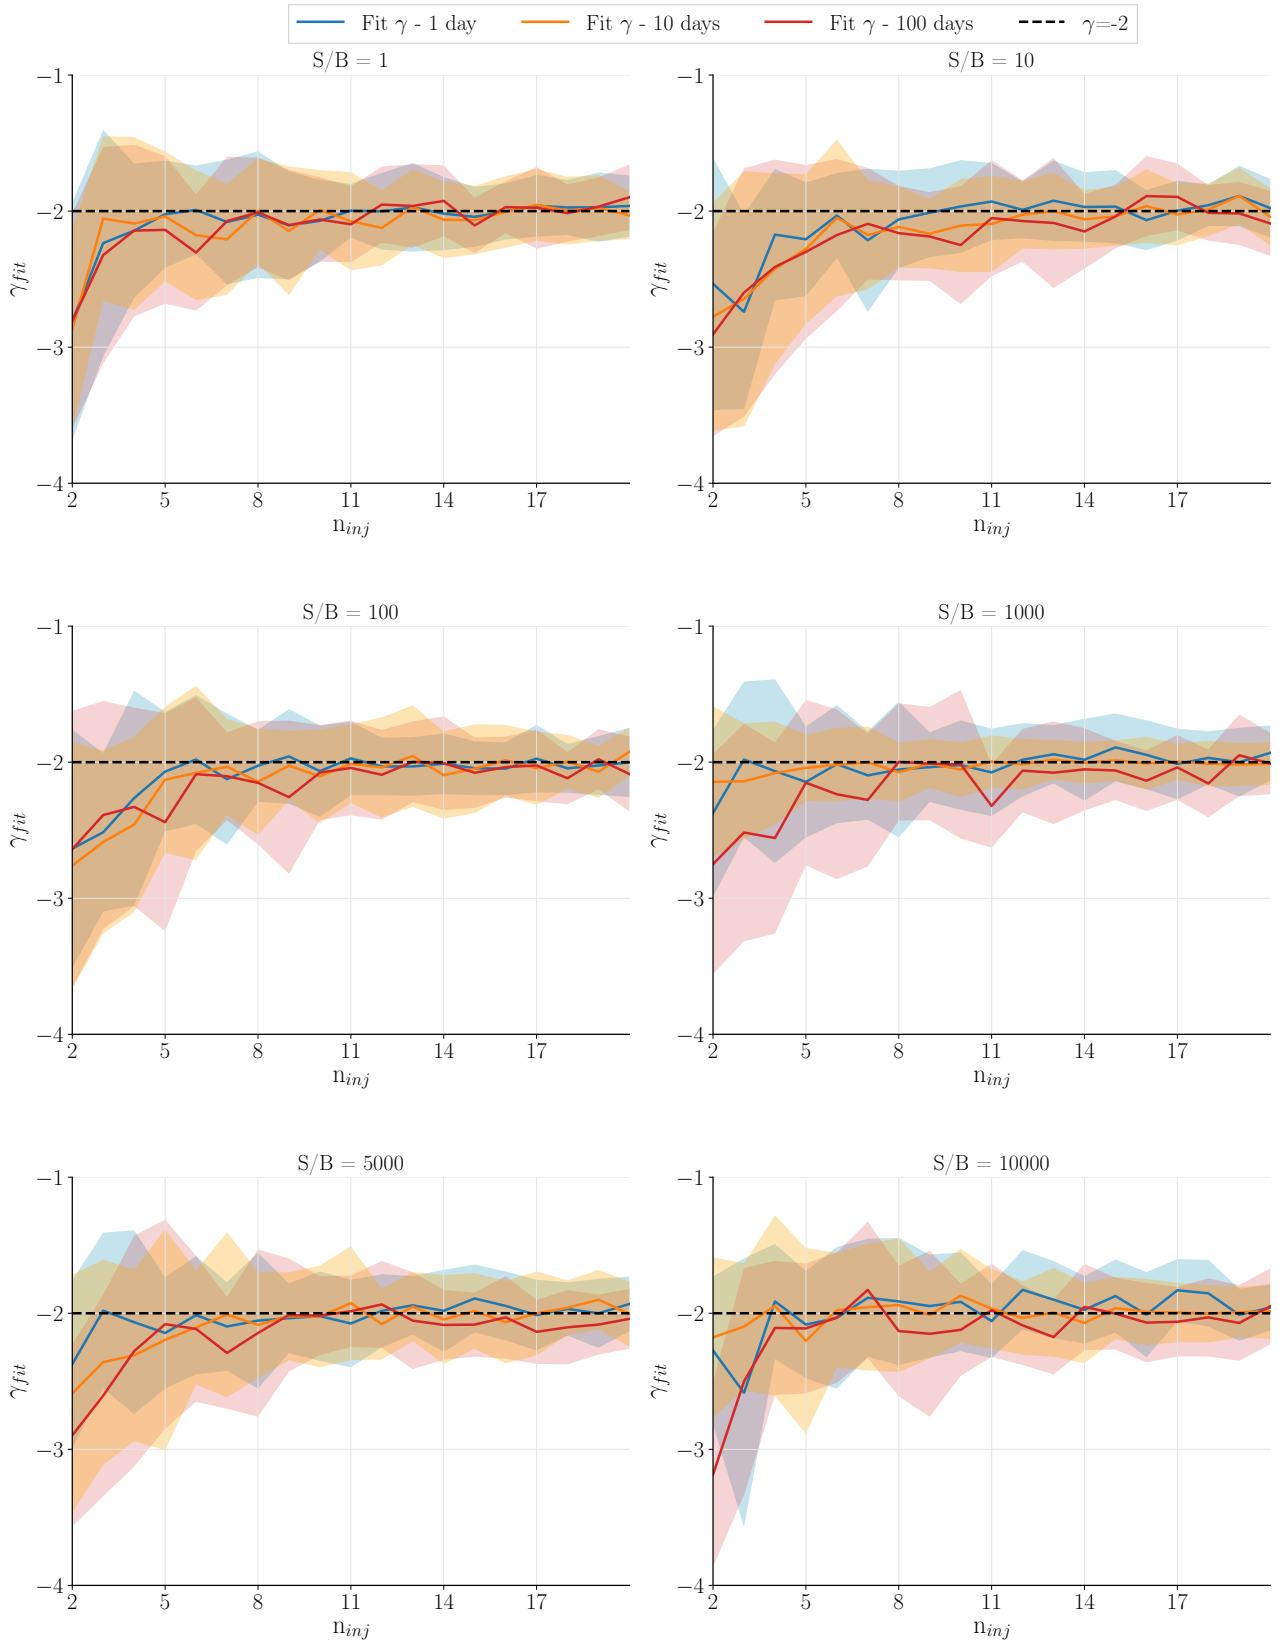 Fit γ - 1 day Fit γ - 10 days Fit γ - 100 days γ=-2
S/B = 1
−1
−2
−3
−4
γfit
2 5 8 11 14 17
ninj
S/B = 10
−1
−2
−3
−4
γfit
2 5 8 11 14 17
ninj
S/B = 100
−1
−2
−3
−4
γfit
2 5 8 11 14 17
ninj
S/B = 1000
−1
−2
−3
−4
γfit
2 5 8 11 14 17
ninj
S/B = 5000
−1
−2
−3
−4
γfit
2 5 8 11 14 17
ninj
S/B = 10000
−1
−2
−3
−4
γfit
2 5 8 11 14 17
ninj